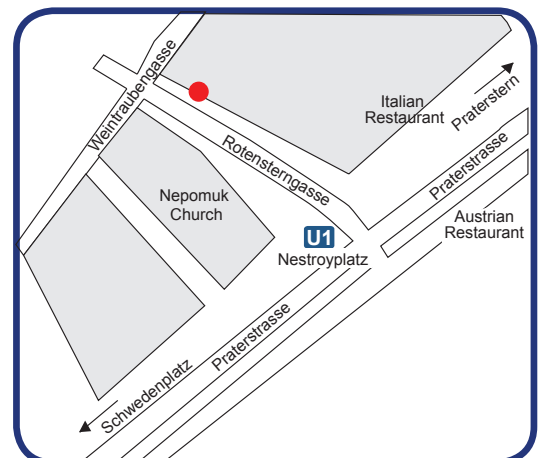 Weintraubengasse
Italian
Restaurant
Praterstern
Rotensterngasse
Praterstrasse
Nepomuk
Church
Austrian
Restaurant
U1
Nestroyplatz
Praterstrasse
Schwedenplatz